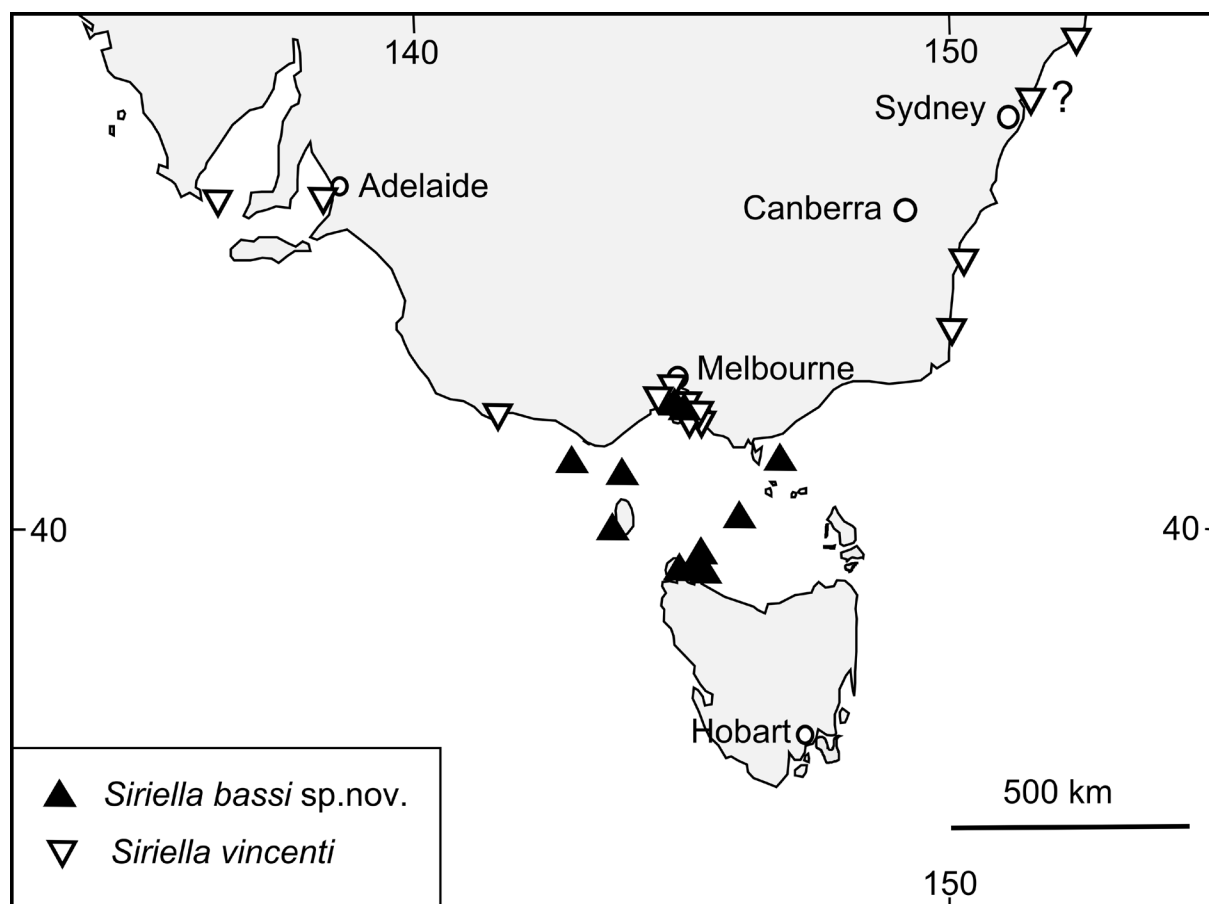 140
150
Sydney
?
Adelaide
Canberra
Melbourne
40
40
Hobart
Siriella bassi sp.nov.
Siriella vincenti
500 km
150